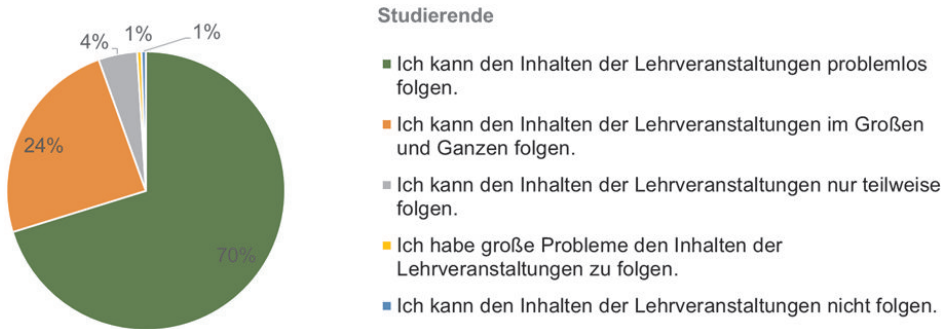 Studierende
4% 1% 1%
24%
70%
Ich kann den Inhalten der Lehrveranstaltungen problemlos
folgen.
Ich kann den Inhalten der Lehrveranstaltungen im Großen
und Ganzen folgen.
Ich kann den Inhalten der Lehrveranstaltungen nur teilweise
folgen.
Ich habe große Probleme den Inhalten der
Lehrveranstaltungen zu folgen.
Ich kann den Inhalten der Lehrveranstaltungen nicht folgen.